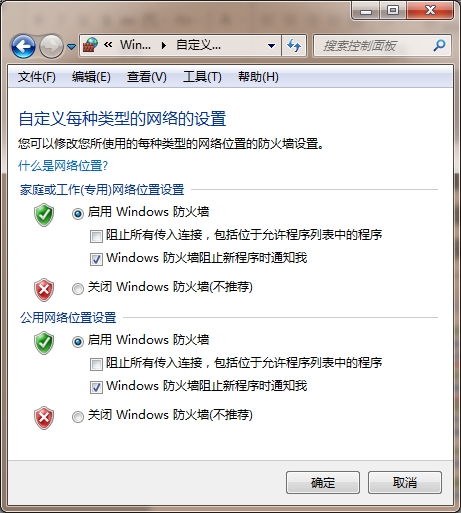 « Win... ▸ 自定义...
搜索控制面板
文件(F) 编辑(E) 查看(V) 工具(T) 帮助(H)
自定义每种类型的网络的设置
您可以修改您所使用的每种类型的网络位置的防火墙设置。
什么是网络位置?
家庭或工作(专用)网络位置设置
启用 Windows 防火墙
阻止所有传入连接，包括位于允许程序列表中的程序
Windows 防火墙阻止新程序时通知我
关闭 Windows 防火墙(不推荐)
公用网络位置设置
启用 Windows 防火墙
阻止所有传入连接，包括位于允许程序列表中的程序
Windows 防火墙阻止新程序时通知我
关闭 Windows 防火墙(不推荐)
确定 取消